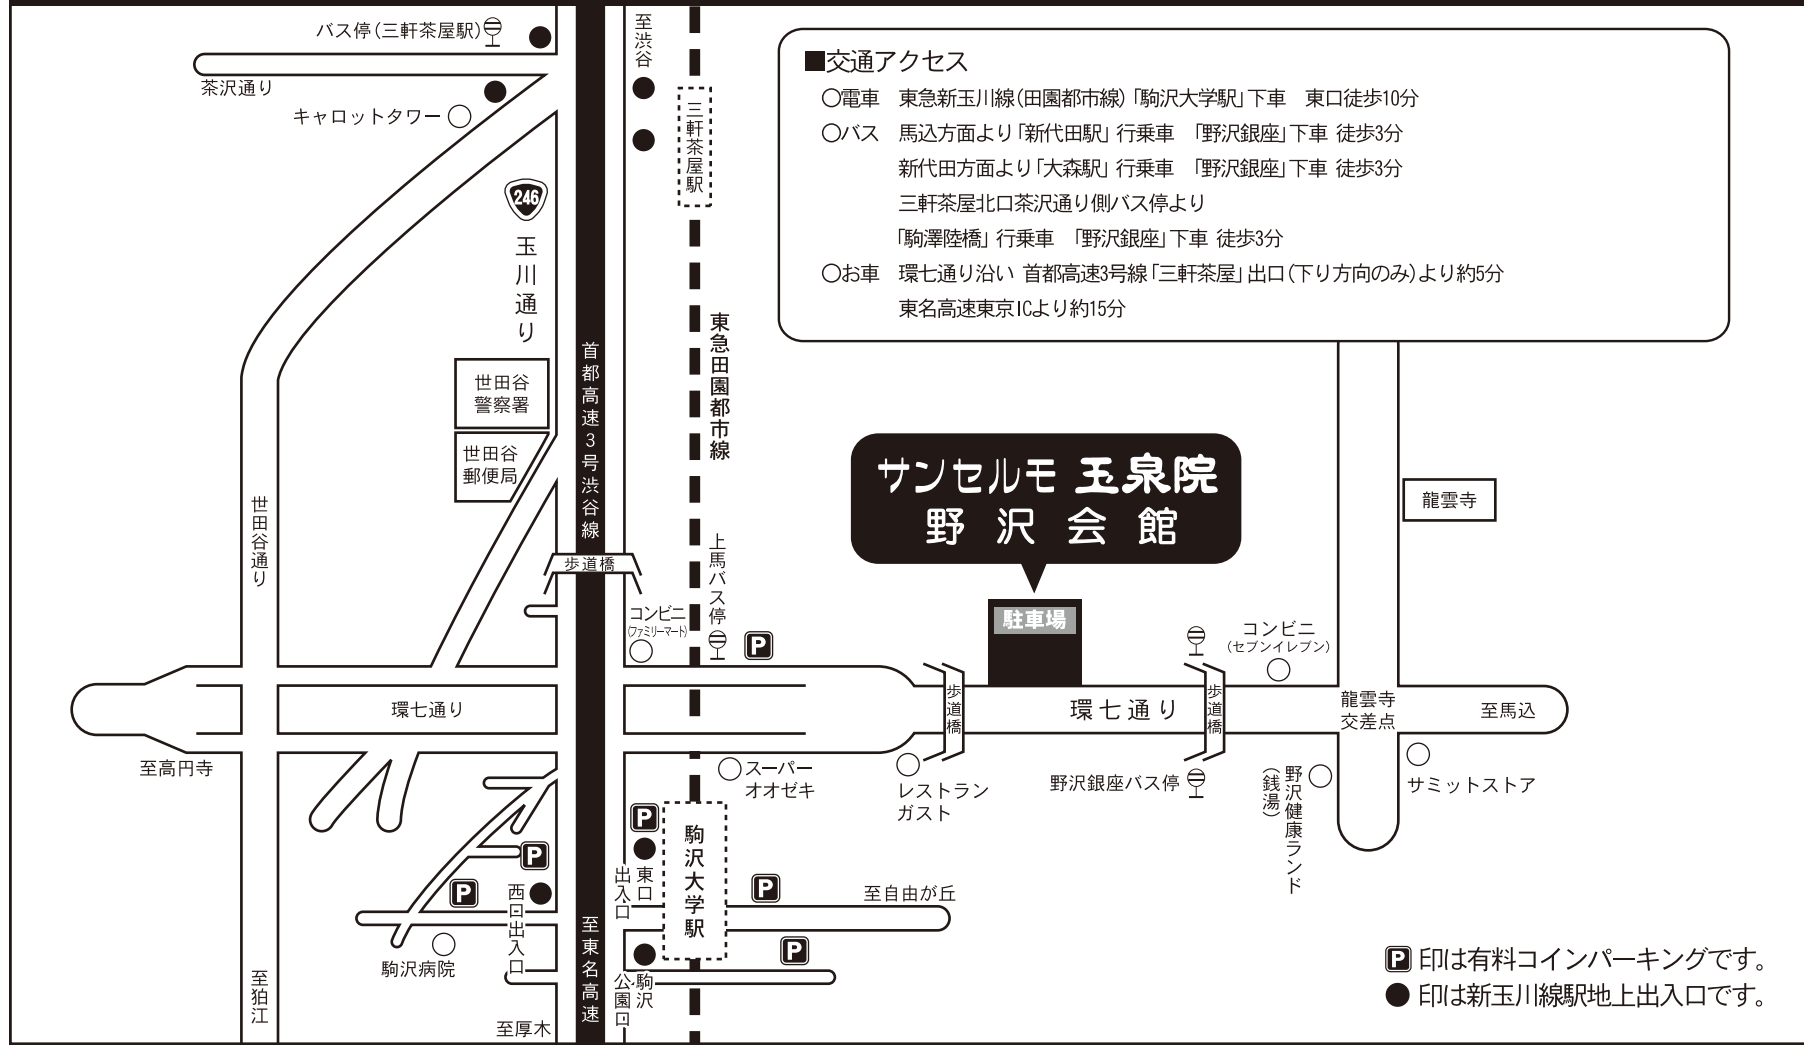 バス停(三軒茶屋駅)
茶沢通り
キャロットタワー
至渋谷
三軒茶屋駅
■交通アクセス
○電車 東急新玉川線(田園都市線)「駒沢大学駅」下車 東口徒歩10分
○バス 馬込方面より「新代田駅」行乗車 「野沢銀座」下車 徒歩3分
新代田方面より「大森駅」行乗車 「野沢銀座」下車 徒歩3分
三軒茶屋北口茶沢通り側バス停より
「駒澤陸橋」行乗車 「野沢銀座」下車 徒歩3分
○お車 環七通り沿い 首都高速3号線「三軒茶屋」出口(下り方向のみ)より約5分
東名高速東京ICより約15分
246
玉川通り
東急田園都市線
首都高速3号渋谷線
世田谷
警察署
世田谷
郵便局
世田谷通り
歩道橋
上馬バス停
コンビニ
(ファミリーマート)
P
サンセルモ 玉泉院
野沢会館
駐車場
龍雲寺
コンビニ
(セブンイレブン)
環七通り
歩道橋
環七通り
歩道橋
龍雲寺
交差点
至馬込
至高円寺
スーパー
オオゼキ
レストラン
ガスト
野沢銀座バス停
野沢健康ランド
(銭湯)
サミットストア
P
P
P
P
P
東口
出入口
駒沢大学駅
西口出入口
至自由が丘
駒沢病院
駒沢
公園口
至狛江
至厚木
至東名高速
P 印は有料コインパーキングです。
●印は新玉川線駅地上出入口です。